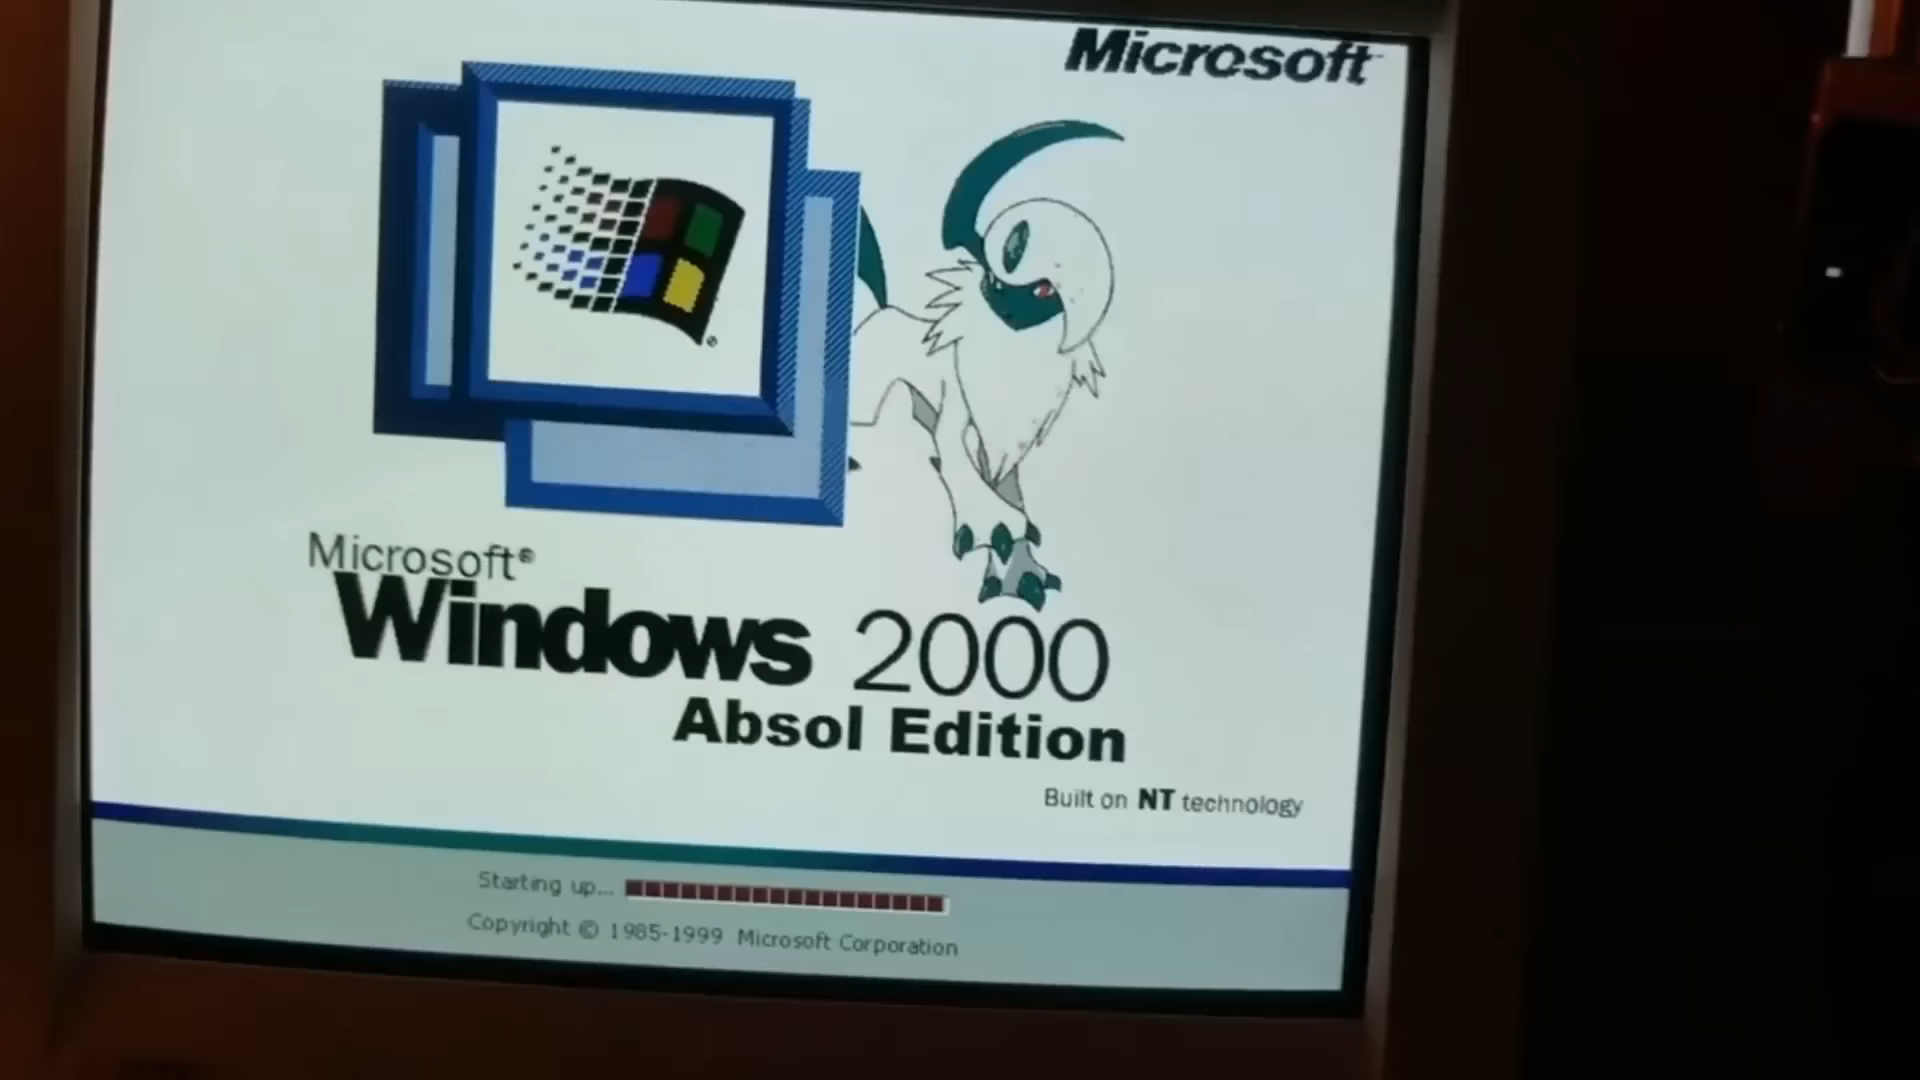 Microsoft
Microsoft®
Windows 2000
Absol Edition
Built on NT technology
Starting up...
Copyright © 1985-1999 Microsoft Corporation